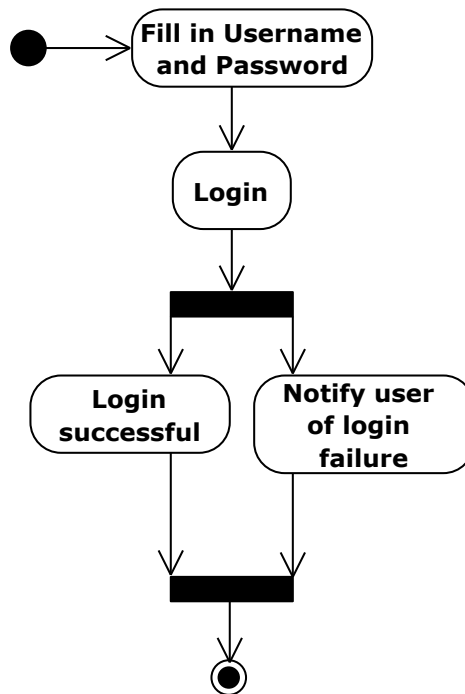 Fill in Username
and Password
Login
Login
successful
Notify user
of login
failure